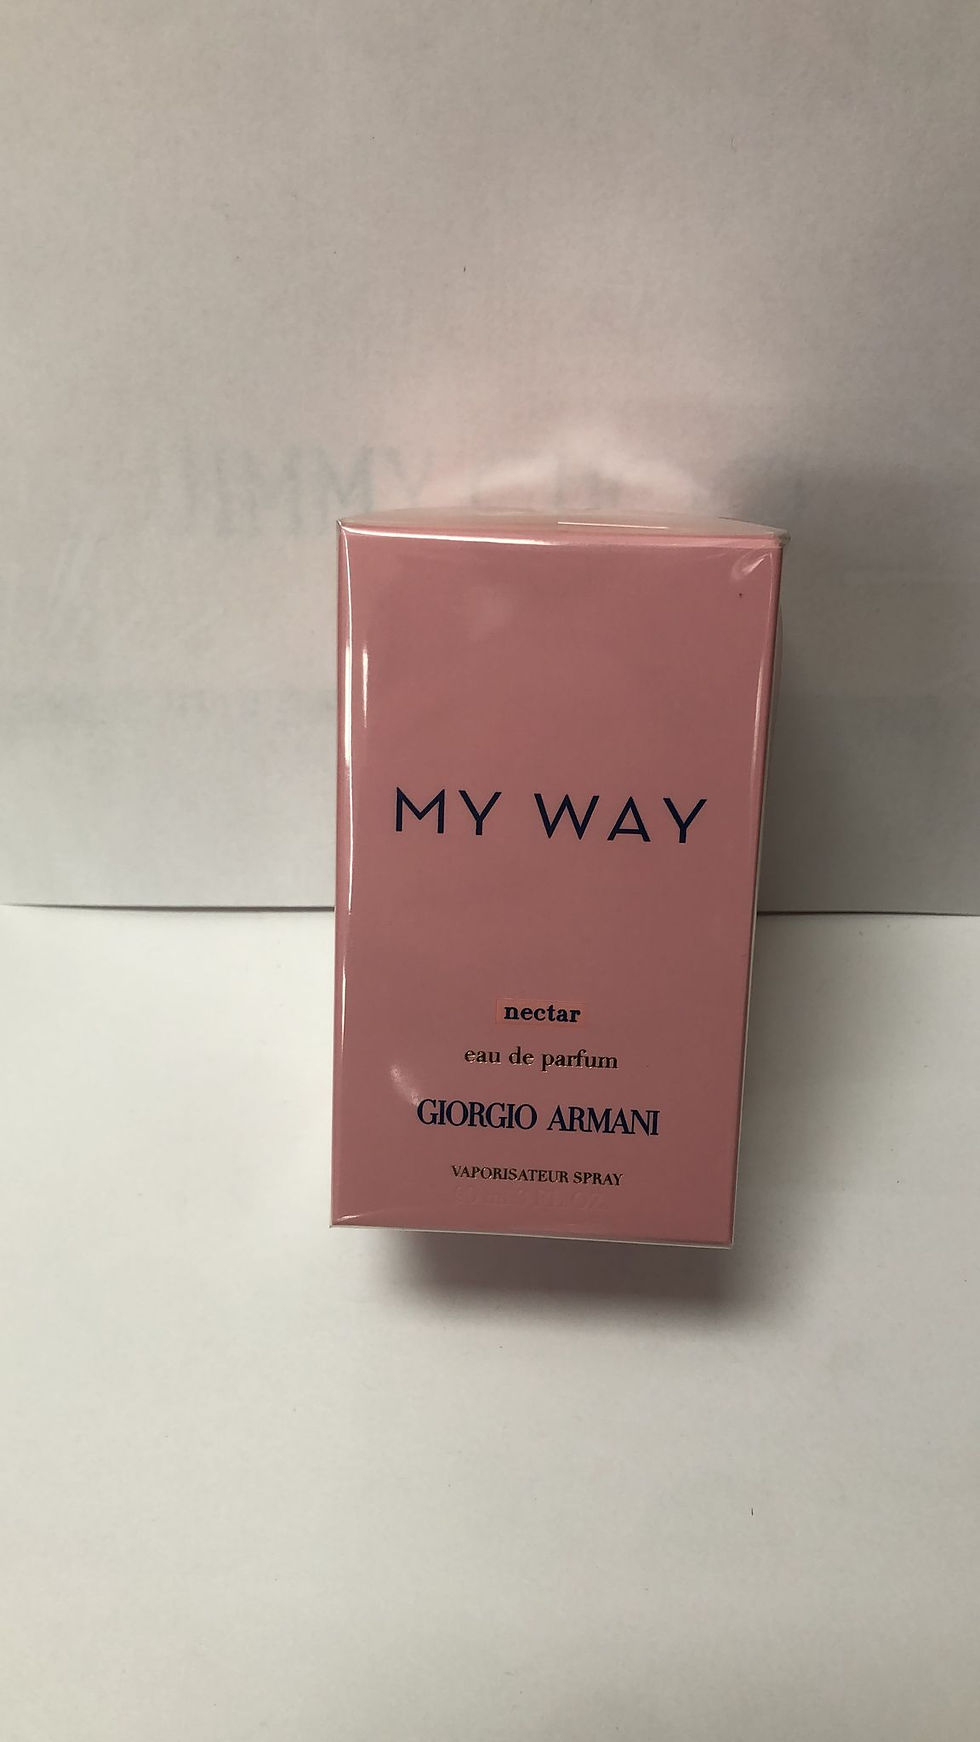 MY WAY
nectar
eau de parfum
GIORGIO ARMANI
VAPORISATEUR SPRAY